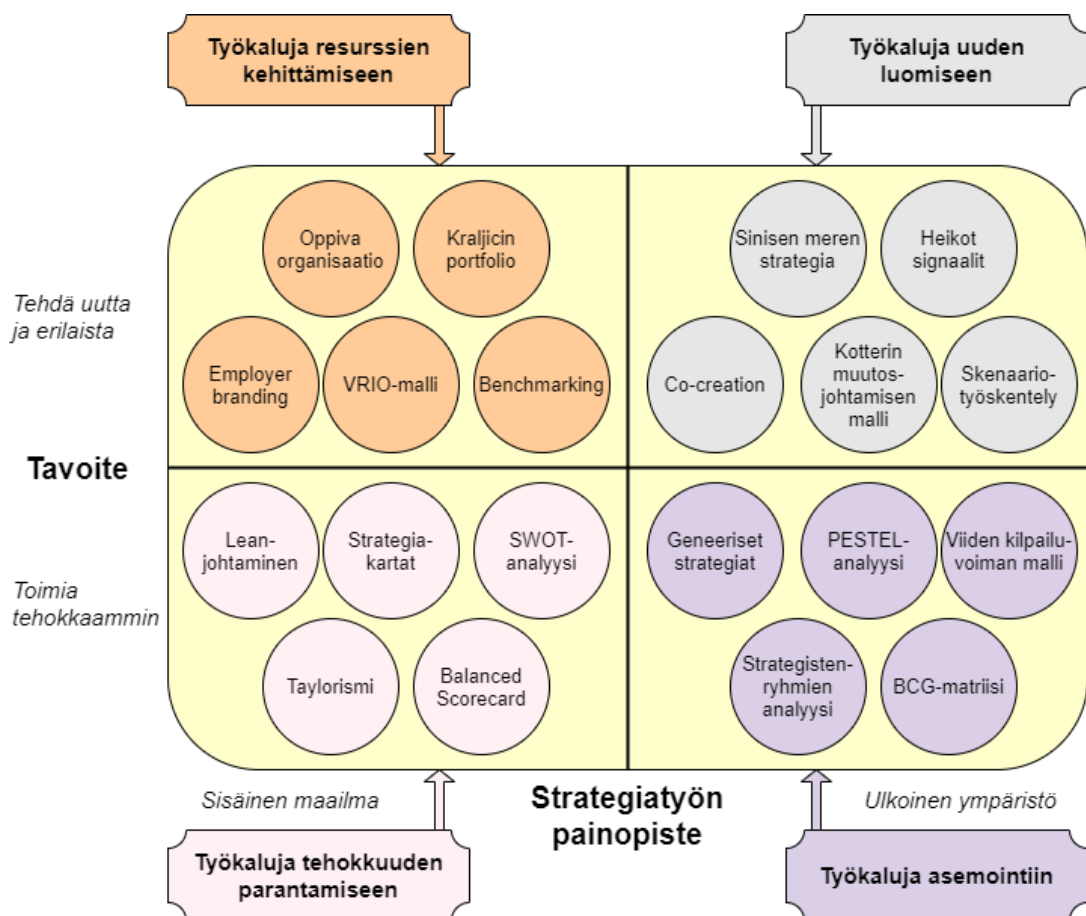 Työkaluja resurssien
kehittämiseen
Työkaluja uuden
luomiseen
Tehdä uutta
ja erilaista
Oppiva
organisaatio
Kraljicin
portfolio
Employer
branding
VRIO-malli
Benchmarking
Sinisen meren
strategia
Heikot
signaalit
Co-creation
Kotterin
muutos-
johtamisen
malli
Skenaario-
työskentely
Tavoite
Toimia
tehokkaammin
Lean-
johtaminen
Strategia-
kartat
SWOT-
analyysi
Taylorismi
Balanced
Scorecard
Geneeriset
strategiat
PESTEL-
analyysi
Viiden kilpailu-
voiman malli
Strategisten-
ryhmien
analyysi
BCG-matriisi
Sisäinen maailma
Strategiatyön
painopiste
Ulkoinen ympäristö
Työkaluja tehokkuuden
parantamiseen
Työkaluja asemointiin